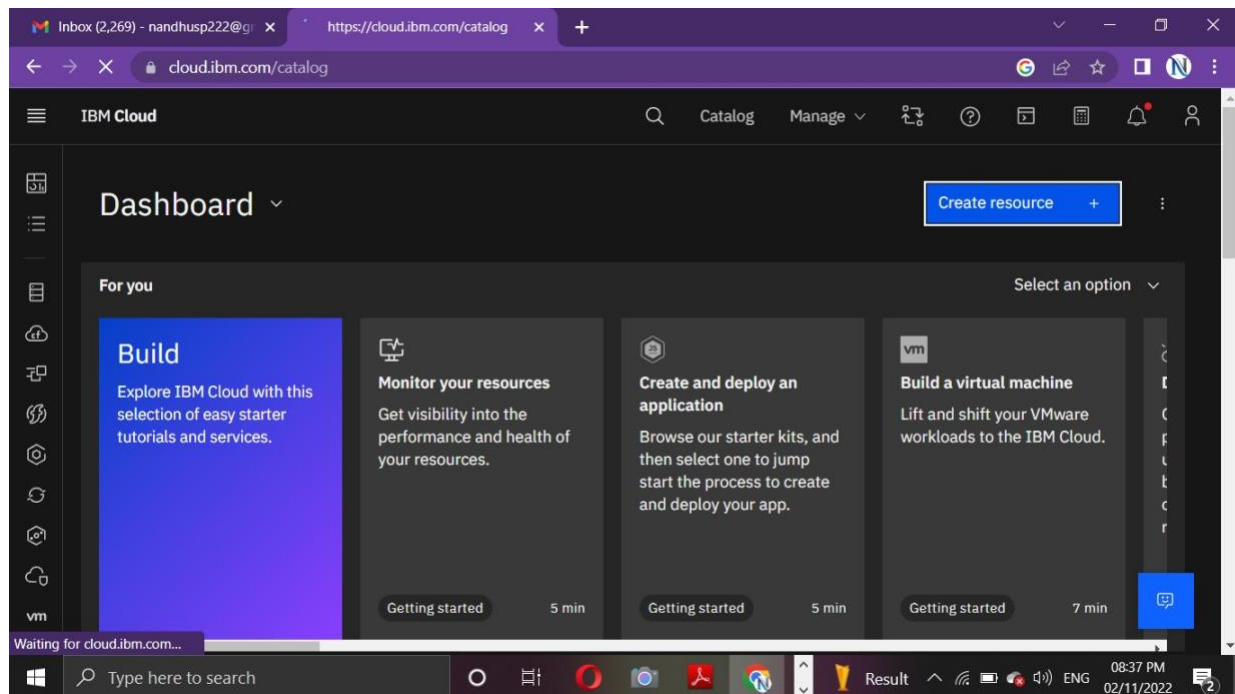 Inbox (2,269) - nandhusp222@gr
https://cloud.ibm.com/catalog
cloud.ibm.com/catalog
IBM Cloud
Catalog
Manage
Dashboard
Create resource +
For you
Select an option
Build
Explore IBM Cloud with this
selection of easy starter
tutorials and services.
Monitor your resources
Get visibility into the
performance and health of
your resources.
Getting started 5 min
Create and deploy an
application
Browse our starter kits, and
then select one to jump
start the process to create
and deploy your app.
Getting started 5 min
vm
Build a virtual machine
Lift and shift your VMware
workloads to the IBM Cloud.
Getting started 7 min
vm
Waiting for cloud.ibm.com...
Type here to search
Result
ENG
08:37 PM
02/11/2022
2